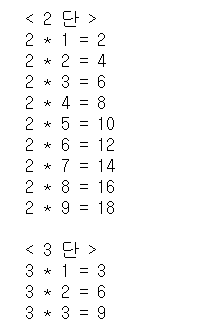 < 2 단 >
2 * 1 = 2
2 * 2 = 4
2 * 3 = 6
2 * 4 = 8
2 * 5 = 10
2 * 6 = 12
2 * 7 = 14
2 * 8 = 16
2 * 9 = 18

< 3 단 >
3 * 1 = 3
3 * 2 = 6
3 * 3 = 9